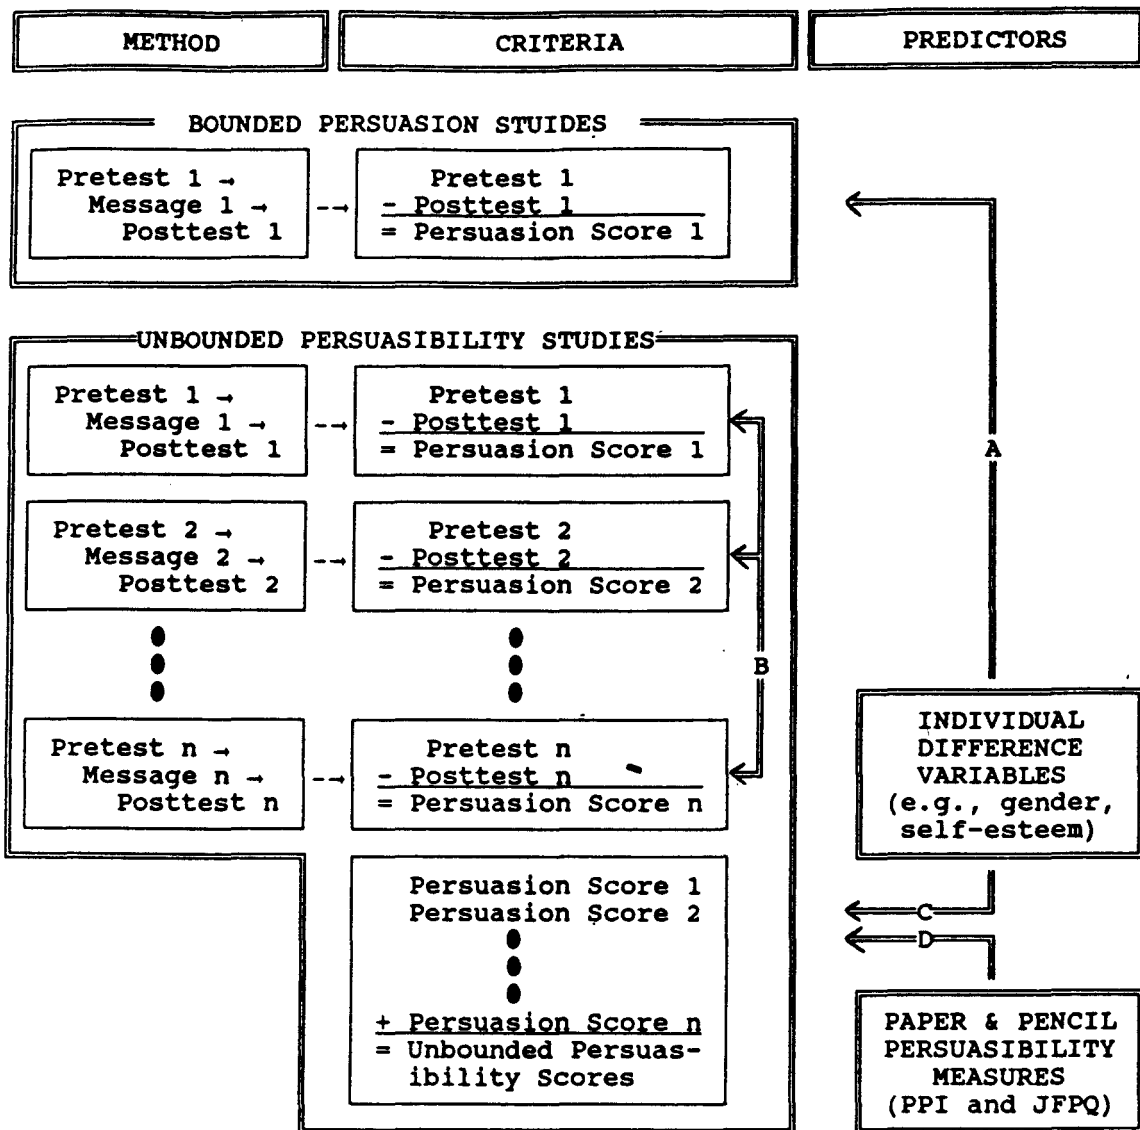 METHOD
CRITERIA
PREDICTORS
BOUNDED PERSUASION STUIDES
Pretest 1 →
Message 1 →
Posttest 1
--→
Pretest 1
- Posttest 1
= Persuasion Score 1
UNBOUNDED PERSUASIBILITY STUDIES
Pretest 1 →
Message 1 →
Posttest 1
--→
Pretest 1
- Posttest 1
= Persuasion Score 1
Pretest 2 →
Message 2 →
Posttest 2
--→
Pretest 2
- Posttest 2
= Persuasion Score 2
Pretest n →
Message n →
Posttest n
--→
Pretest n
- Posttest n
= Persuasion Score n
B
Persuasion Score 1
Persuasion Score 2
+ Persuasion Score n
= Unbounded Persuas-
ibility Scores
A
INDIVIDUAL
DIFFERENCE
VARIABLES
(e.g., gender,
self-esteem)
C
D
PAPER & PENCIL
PERSUASIBILITY
MEASURES
(PPI and JFPQ)